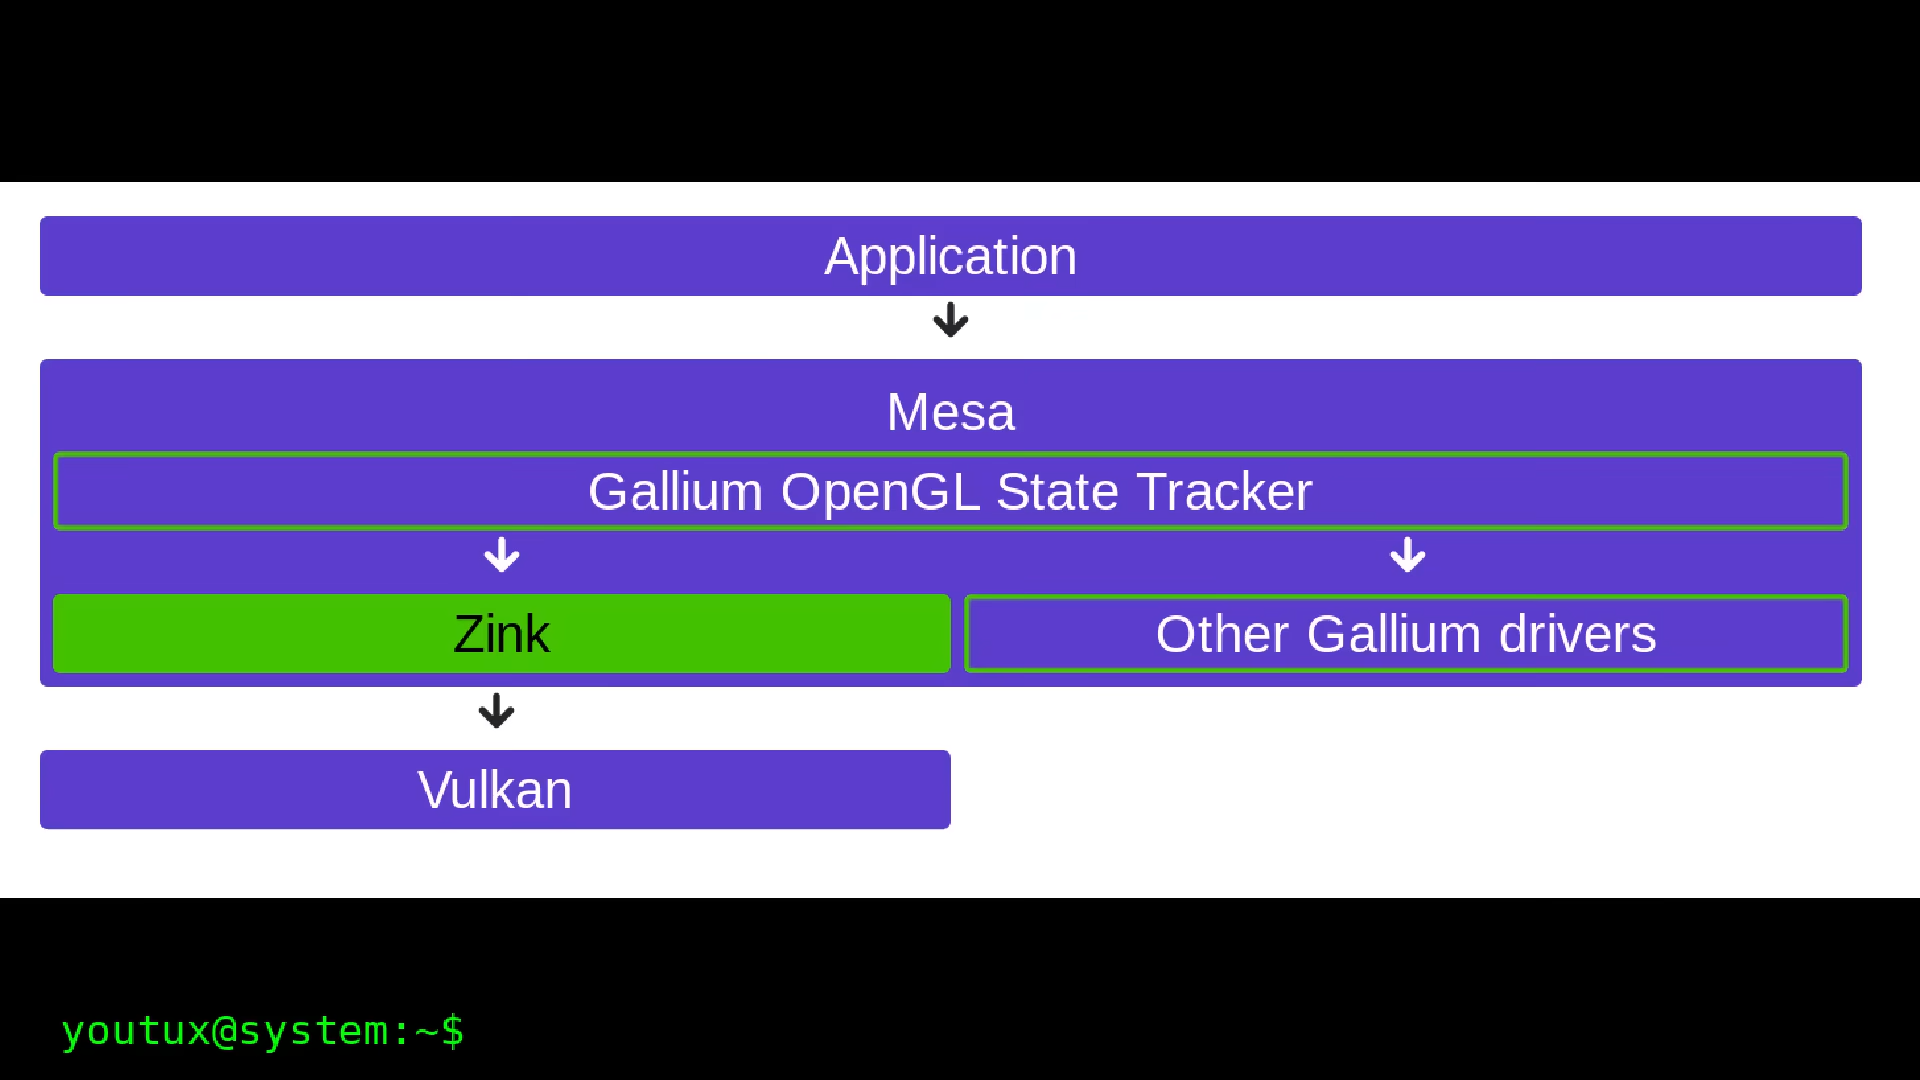 Application
Mesa
Gallium OpenGL State Tracker
Zink
Other Gallium drivers
Vulkan
youtux@system:~$